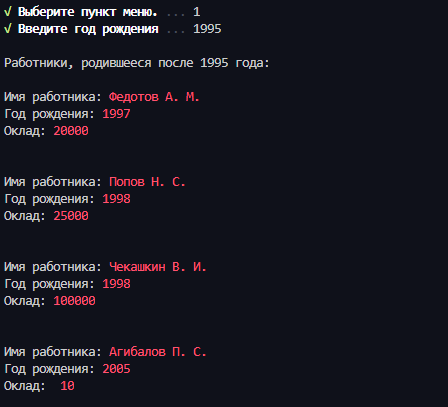 √ Выберите пункт меню. ... 1
√ Введите год рождения ... 1995
Работники, родившееся после 1995 года:
Имя работника: Федотов А. М.
Год рождения: 1997
Оклад: 20000
Имя работника: Попов Н. С.
Год рождения: 1998
Оклад: 25000
Имя работника: Чекашкин В. И.
Год рождения: 1998
Оклад: 100000
Имя работника: Агибалов П. С.
Год рождения: 2005
Оклад:  10